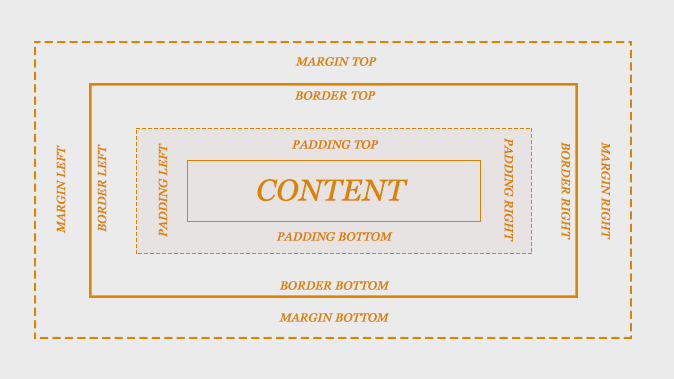 MARGIN TOP
BORDER TOP
PADDING TOP
MARGIN LEFT
BORDER LEFT
PADDING LEFT
CONTENT
PADDING RIGHT
BORDER RIGHT
MARGIN RIGHT
PADDING BOTTOM
BORDER BOTTOM
MARGIN BOTTOM